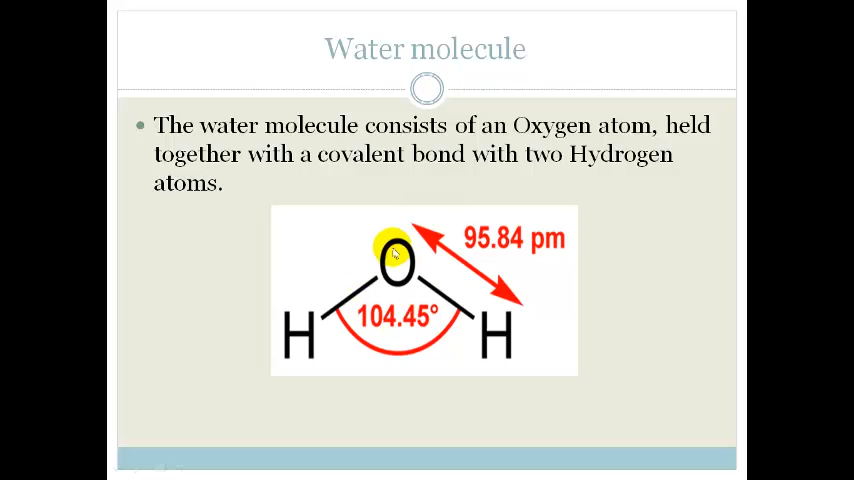 Water molecule
The water molecule consists of an Oxygen atom, held
together with a covalent bond with two Hydrogen
atoms.
95.84 pm
O
104.45°
H H